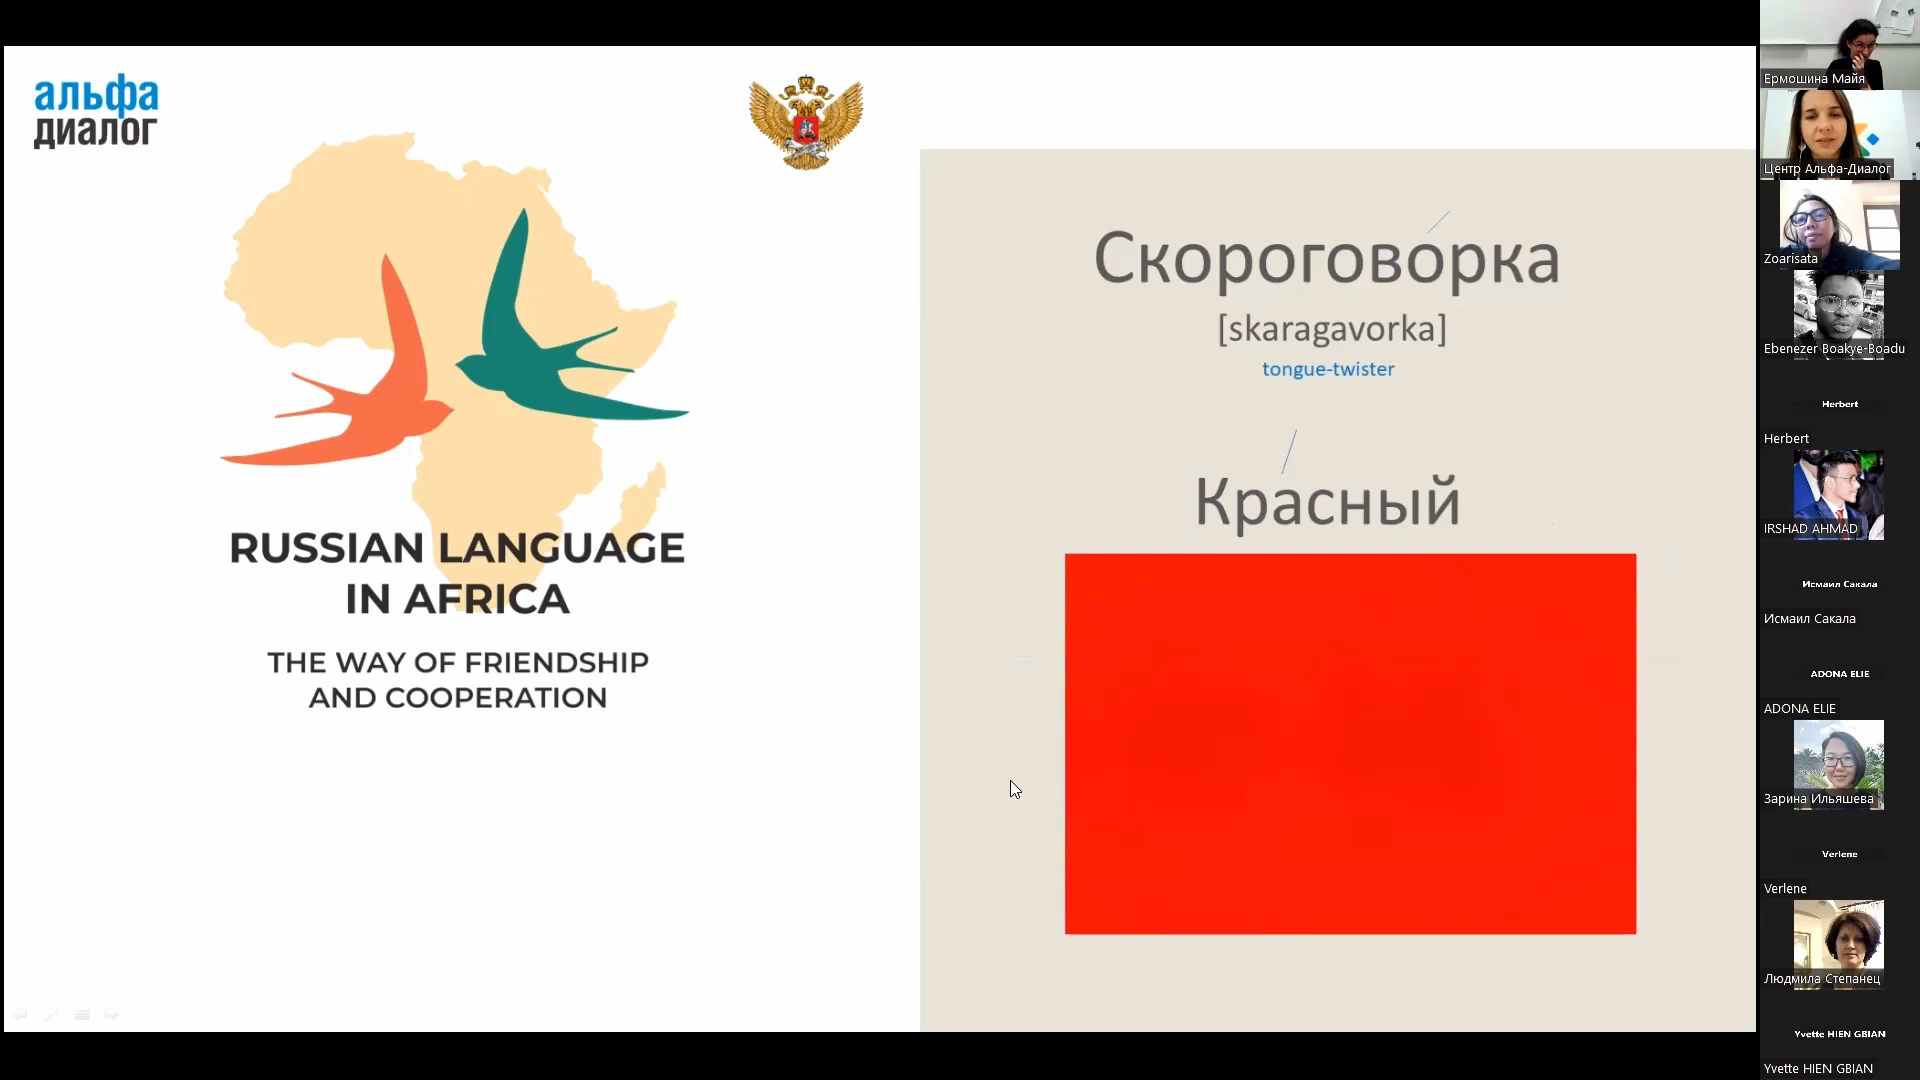 альфа
диалог
RUSSIAN LANGUAGE
IN AFRICA
THE WAY OF FRIENDSHIP
AND COOPERATION
Скороговорка
[skaragavorka]
tongue-twister
Красный
Ермошина Майя
Центр Альфа-Диалог
Zoarisata
Ebenezer Boakye-Boadu
Herbert
Herbert
IRSHAD AHMAD
Исмаил Сакала
Исмаил Сакала
ADONA ELIE
ADONA ELIE
Зарина Ильяшева
Verlene
Verlene
Людмила Степанец
Yvette HIEN GBIAN
Yvette HIEN GBIAN